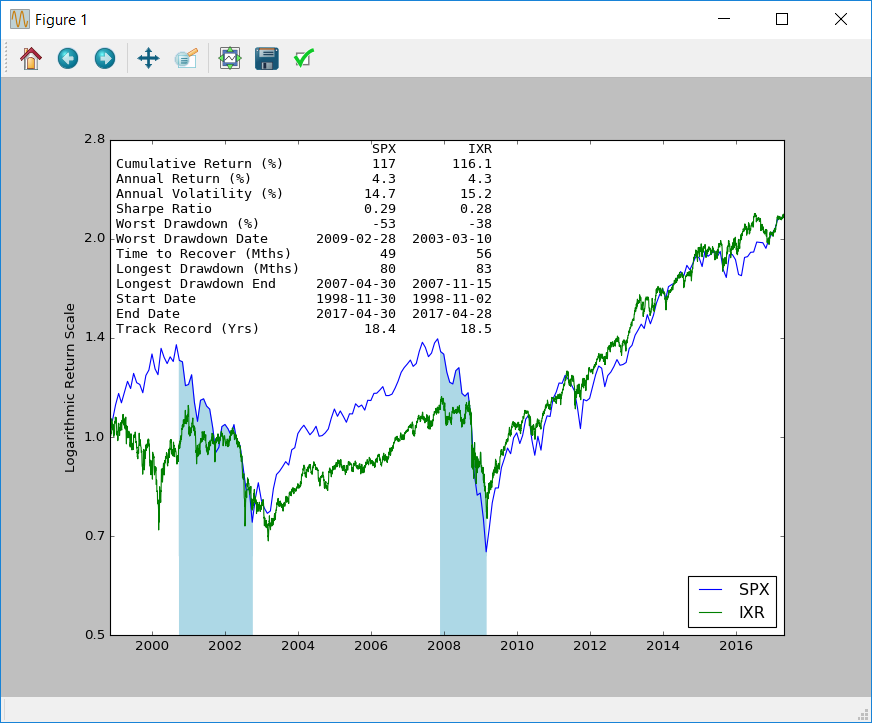 Figure 1
2.8
2.0
1.4
1.0
0.7
0.5
Logarithmic Return Scale
SPX IXR
Cumulative Return (%) 117 116.1
Annual Return (%) 4.3 4.3
Annual Volatility (%) 14.7 15.2
Sharpe Ratio 0.29 0.28
Worst Drawdown (%) -53 -38
Worst Drawdown Date 2009-02-28 2003-03-10
Time to Recover (Mths) 49 56
Longest Drawdown (Mths) 80 83
Longest Drawdown End 2007-04-30 2007-11-15
Start Date 1998-11-30 1998-11-02
End Date 2017-04-30 2017-04-28
Track Record (Yrs) 18.4 18.5
SPX
IXR
2000 2002 2004 2006 2008 2010 2012 2014 2016